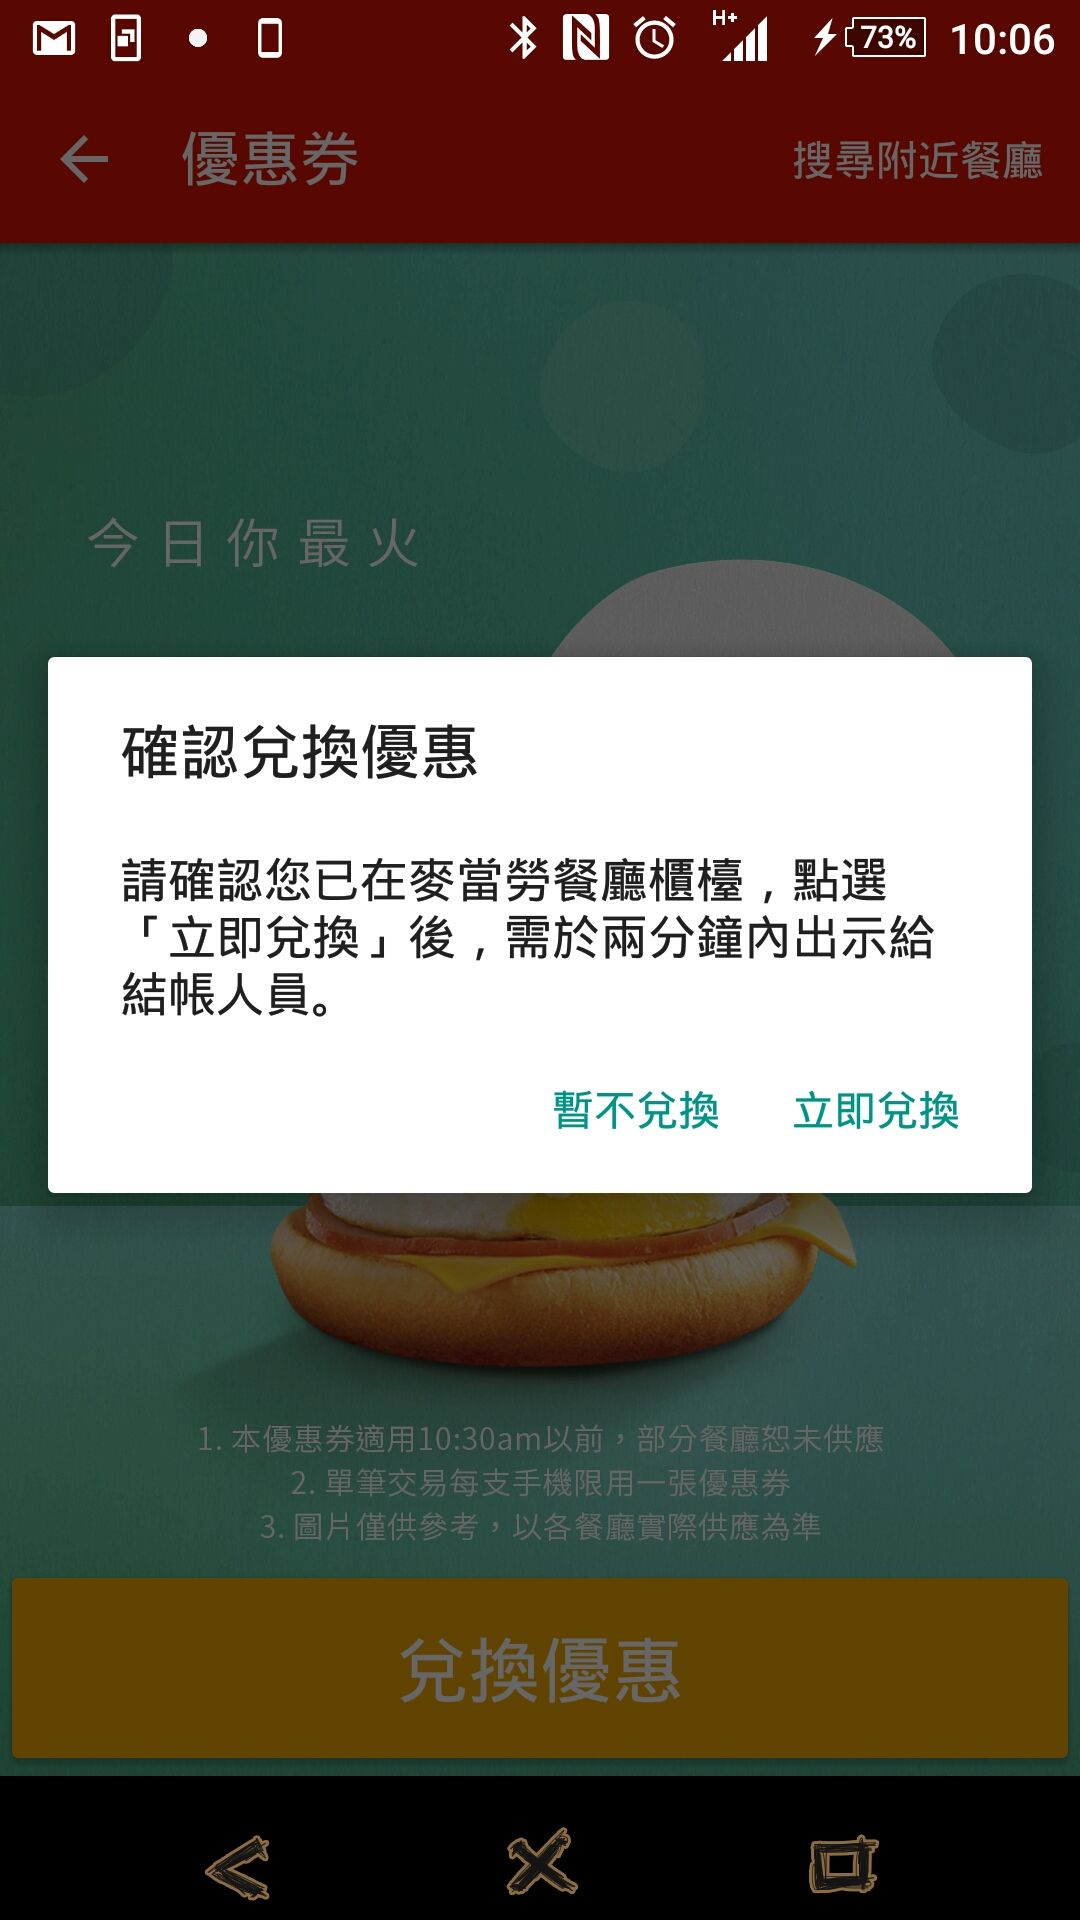 H+
73%
10:06
優惠券
搜尋附近餐廳
今日你最火
確認兌換優惠
請確認您已在麥當勞餐廳櫃檯，點選
「立即兌換」後，需於兩分鐘內出示給
結帳人員。
暫不兌換
立即兌換
1. 本優惠券適用10:30am以前，部分餐廳恕未供應
2. 單筆交易每支手機限用一張優惠券
3. 圖片僅供參考，以各餐廳實際供應為準
兌換優惠